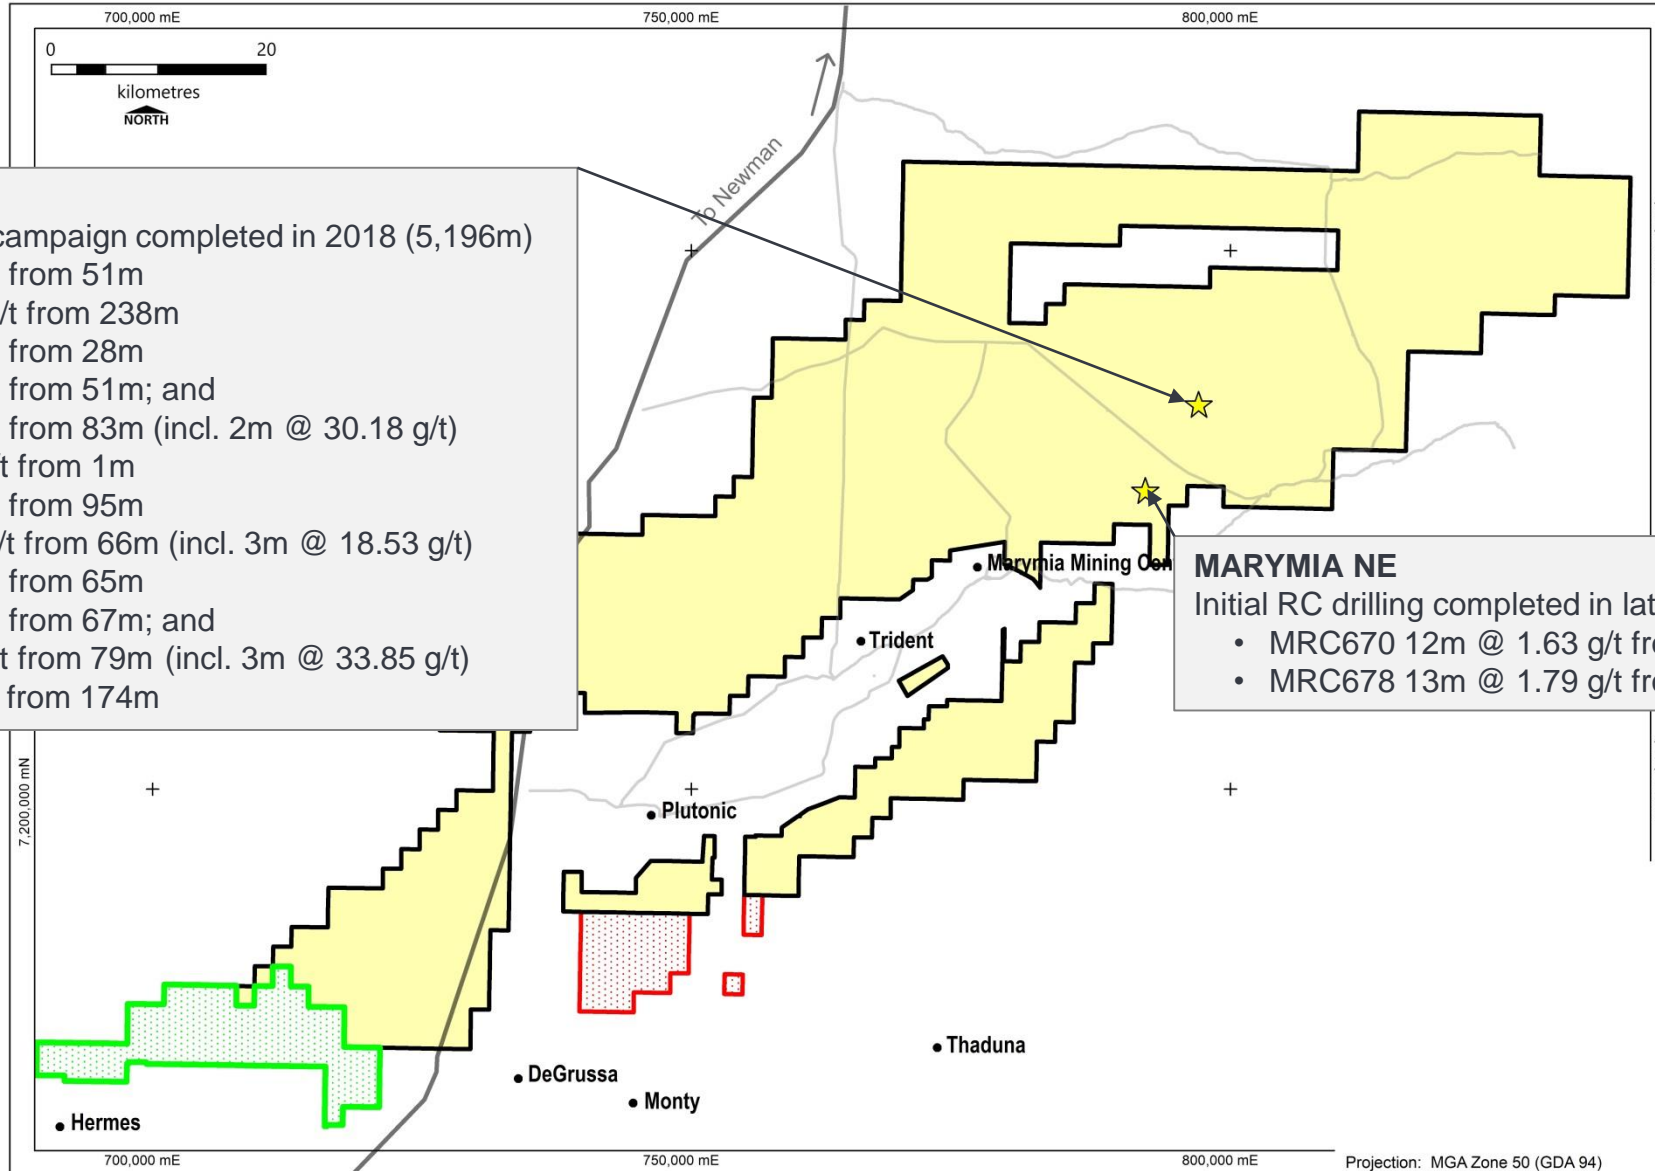 700,000 mE
750,000 mE
800,000 mE
0 20
kilometres
NORTH
To Newman
campaign completed in 2018 (5,196m)
from 51m
/t from 238m
from 28m
from 51m; and
from 83m (incl. 2m @ 30.18 g/t)
/t from 1m
from 95m
/t from 66m (incl. 3m @ 18.53 g/t)
from 65m
from 67m; and
/t from 79m (incl. 3m @ 33.85 g/t)
from 174m
Marymia Mining Cen
MARYMIA NE
Initial RC drilling completed in lat
• MRC670 12m @ 1.63 g/t fro
• MRC678 13m @ 1.79 g/t fro
Trident
Plutonic
7,200,000 mN
Thaduna
DeGrussa
Monty
Hermes
700,000 mE
750,000 mE
800,000 mE
Projection: MGA Zone 50 (GDA 94)